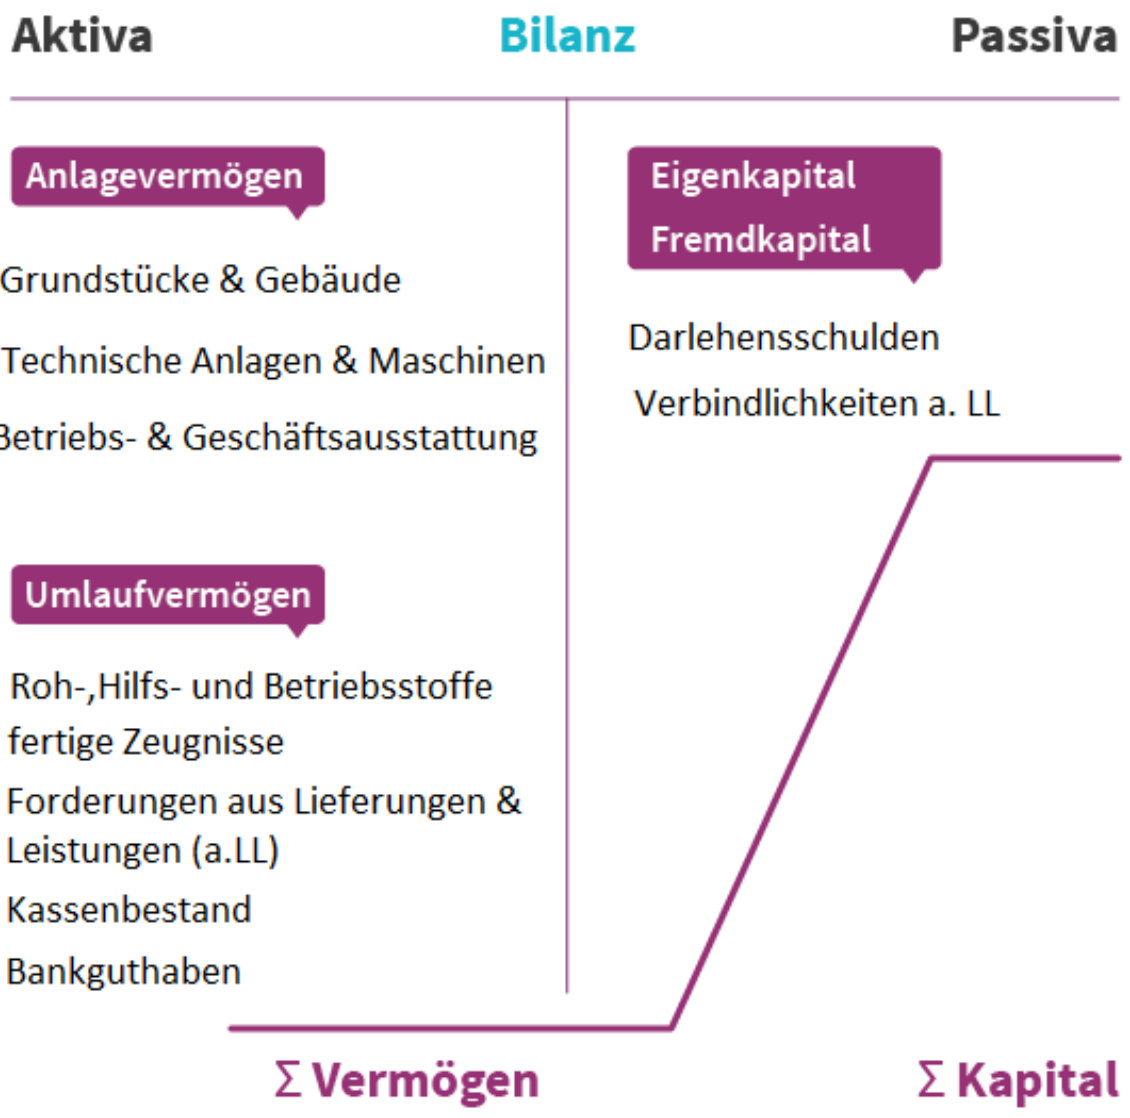 Aktiva
Bilanz
Passiva
Anlagevermögen
Grundstücke & Gebäude
Technische Anlagen & Maschinen
Betriebs- & Geschäftsausstattung
Umlaufvermögen
Roh-,Hilfs- und Betriebsstoffe
fertige Zeugnisse
Forderungen aus Lieferungen &
Leistungen (a.LL)
Kassenbestand
Bankguthaben
Σ Vermögen
Eigenkapital
Fremdkapital
Darlehensschulden
Verbindlichkeiten a. LL
Σ Kapital